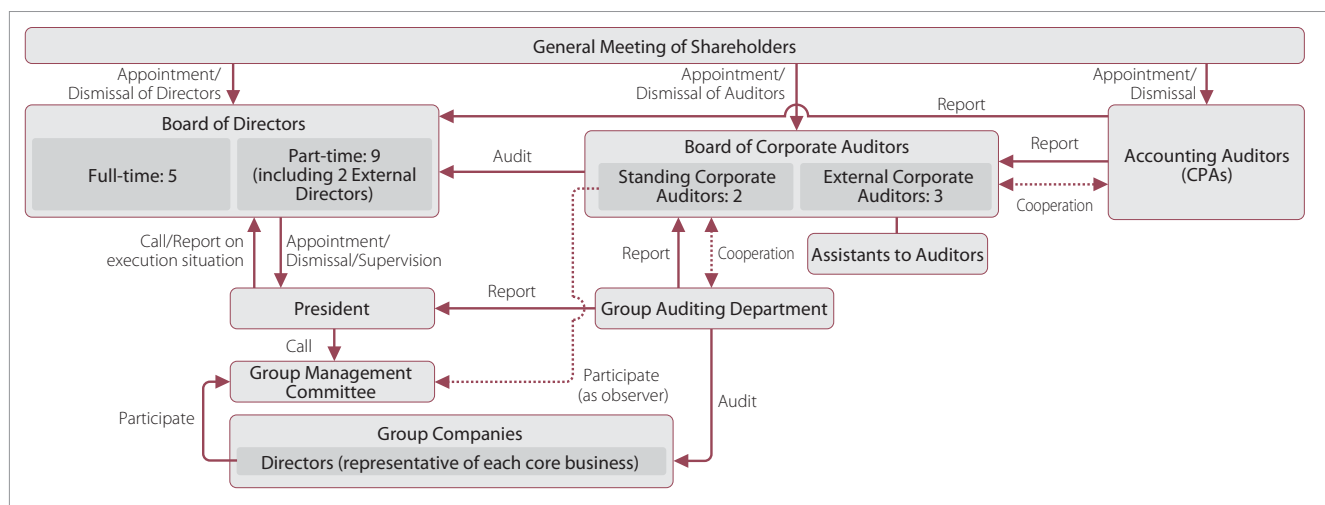 General Meeting of Shareholders
Appointment/
Dismissal of Directors
Appointment/
Dismissal of Auditors
Appointment/
Dismissal
Report
Board of Directors
Full-time: 5
Part-time: 9
(including 2 External
Directors)
Audit
Board of Corporate Auditors
Standing Corporate
Auditors: 2
External Corporate
Auditors: 3
Report
Cooperation
Accounting Auditors
(CPAs)
Call/Report on
execution situation
Appointment/
Dismissal/Supervision
Report
Cooperation
Assistants to Auditors
President
Report
Group Auditing Department
Call
Group Management
Committee
Participate
(as observer)
Audit
Participate
Group Companies
Directors (representative of each core business)